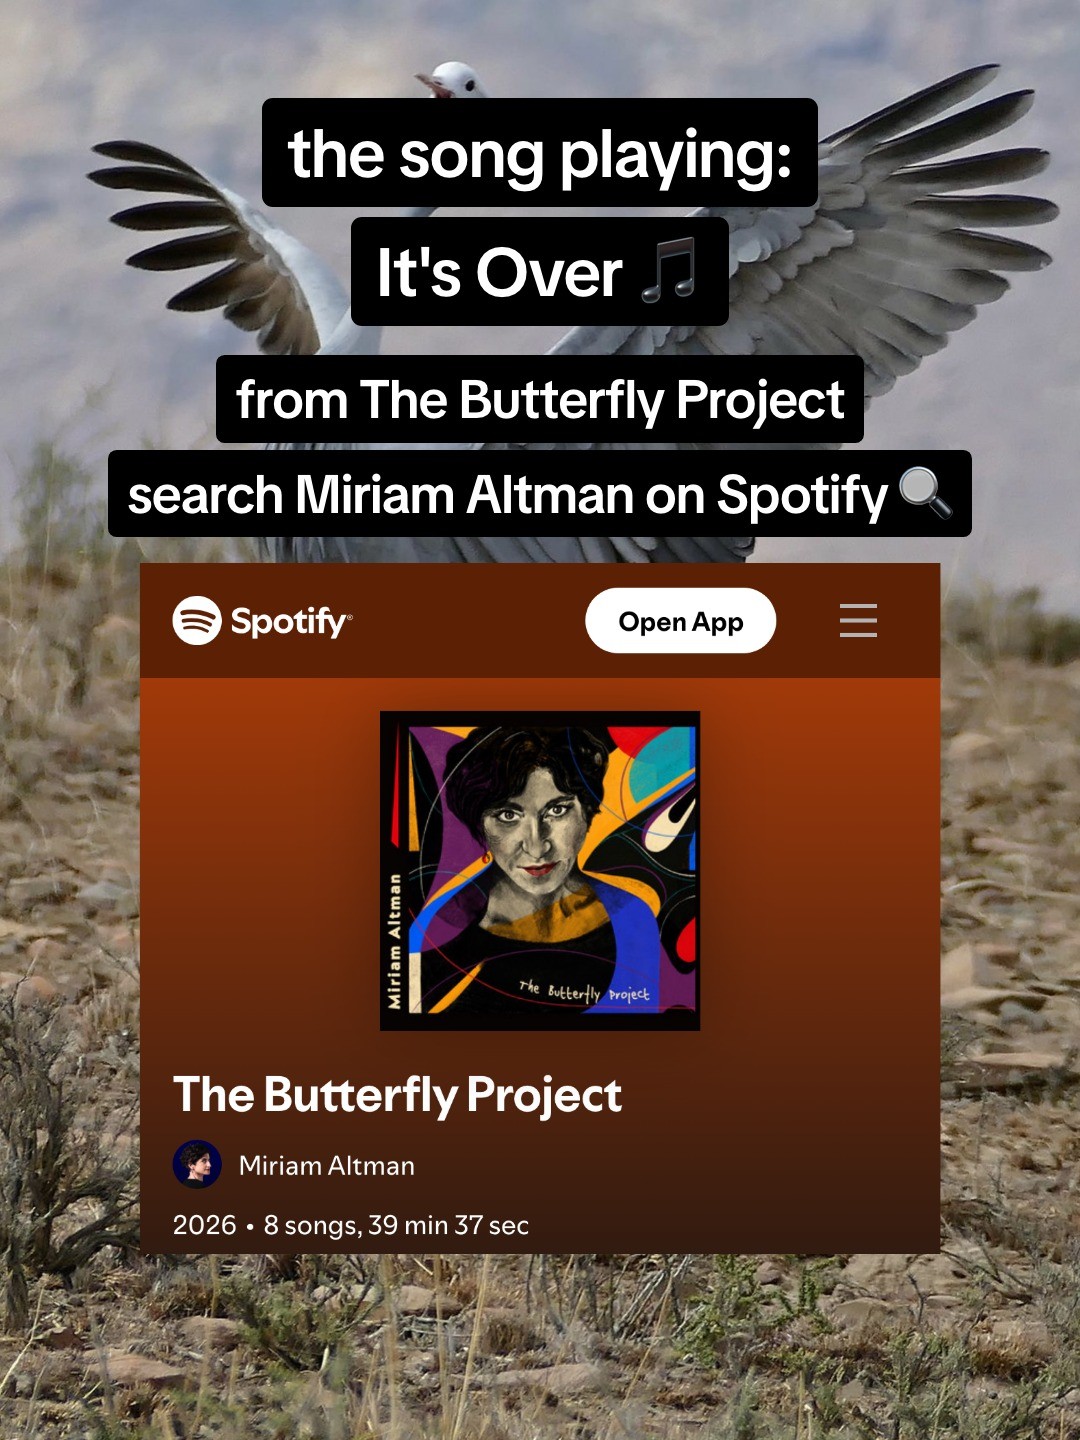 the song playing:
It's Over 🎵
from The Butterfly Project
search Miriam Altman on Spotify 🔍
Spotify®
Open App
Miriam Altman
The Butterfly Project
The Butterfly Project
Miriam Altman
2026 • 8 songs, 39 min 37 sec